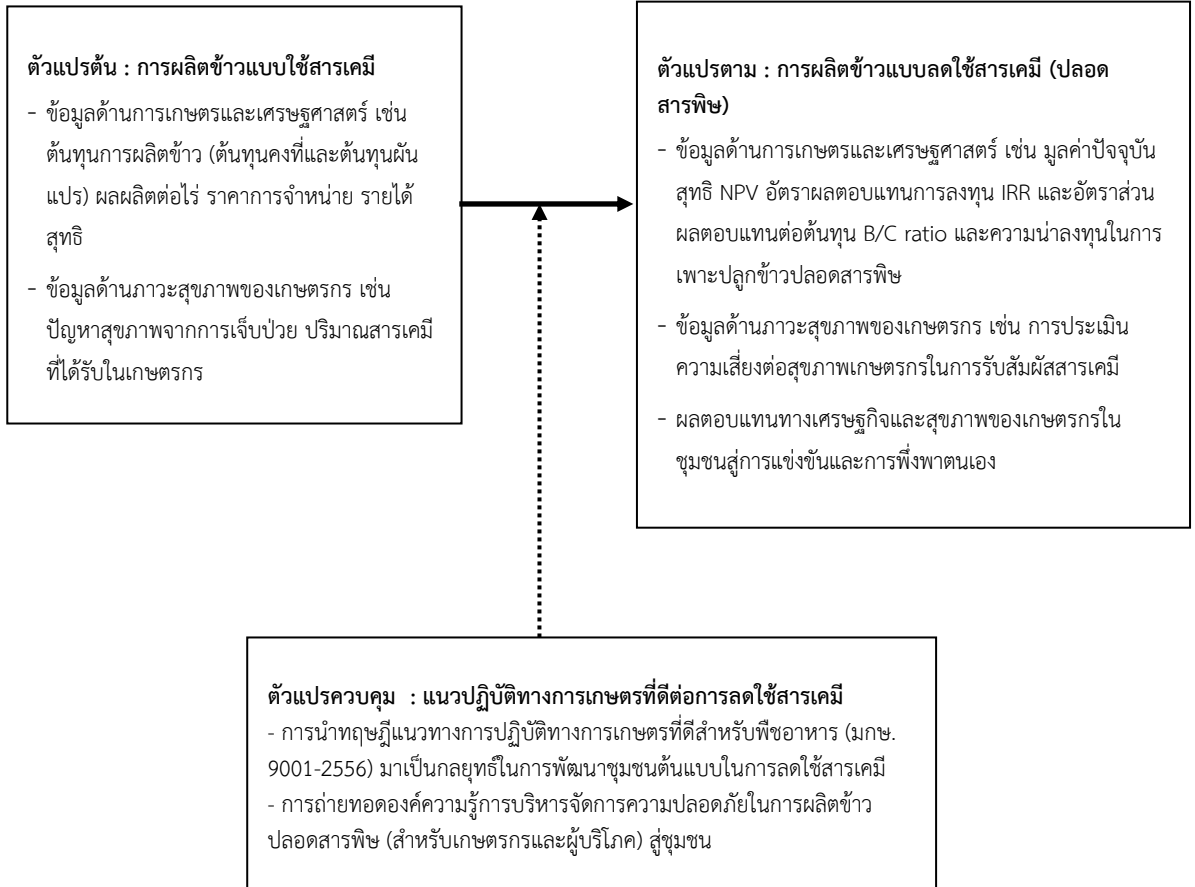 ตัวแปรต้น : การผลิตข้าวแบบใช้สารเคมี
- ข้อมูลด้านการเกษตรและเศรษฐศาสตร์ เช่น
ต้นทุนการผลิตข้าว (ต้นทุนคงที่และต้นทุนผัน
แปร) ผลผลิตต่อไร่ ราคาการจำหน่าย รายได้
สุทธิ
- ข้อมูลด้านภาวะสุขภาพของเกษตรกร เช่น
ปัญหาสุขภาพจากการเจ็บป่วย ปริมาณสารเคมี
ที่ได้รับในเกษตรกร
ตัวแปรตาม : การผลิตข้าวแบบลดใช้สารเคมี (ปลอด
สารพิษ)
- ข้อมูลด้านการเกษตรและเศรษฐศาสตร์ เช่น มูลค่าปัจจุบัน
สุทธิ NPV อัตราผลตอบแทนการลงทุน IRR และอัตราส่วน
ผลตอบแทนต่อต้นทุน B/C ratio และความน่าลงทุนในการ
เพาะปลูกข้าวปลอดสารพิษ
- ข้อมูลด้านภาวะสุขภาพของเกษตรกร เช่น การประเมิน
ความเสี่ยงต่อสุขภาพเกษตรกรในการรับสัมผัสสารเคมี
- ผลตอบแทนทางเศรษฐกิจและสุขภาพของเกษตรกรใน
ชุมชนสู่การแข่งขันและการพึ่งพาตนเอง
ตัวแปรควบคุม : แนวปฏิบัติทางการเกษตรที่ดีต่อการลดใช้สารเคมี
- การนำทฤษฎีแนวทางการปฏิบัติทางการเกษตรที่ดีสำหรับพืชอาหาร (มกษ.
9001-2556) มาเป็นกลยุทธ์ในการพัฒนาชุมชนต้นแบบในการลดใช้สารเคมี
- การถ่ายทอดองค์ความรู้การบริหารจัดการความปลอดภัยในการผลิตข้าว
ปลอดสารพิษ (สำหรับเกษตรกรและผู้บริโภค) สู่ชุมชน